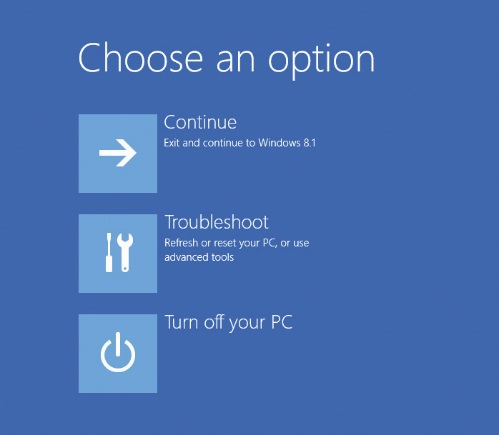 Choose an option
Continue
Exit and continue to Windows 8.1
Troubleshoot
Refresh or reset your PC, or use
advanced tools
Turn off your PC